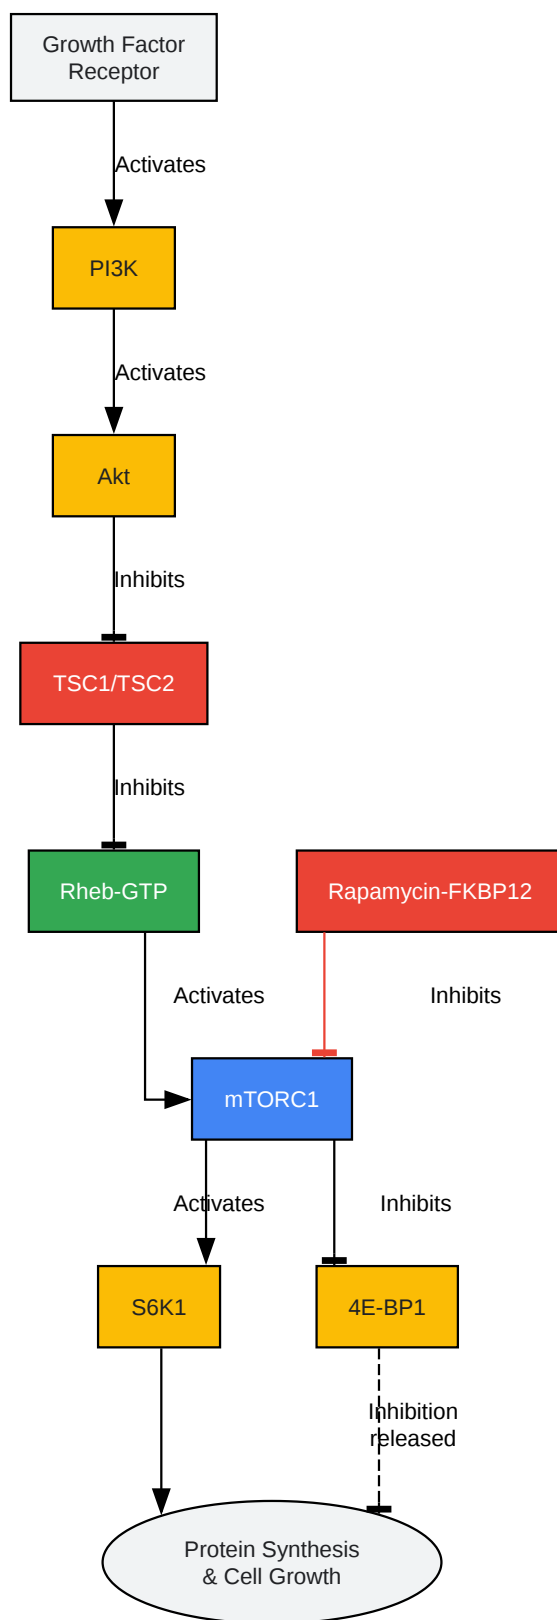 Growth Factor
Receptor
Activates
PI3K
Activates
Akt
Inhibits
TSC1/TSC2
Inhibits
Rheb-GTP
Rapamycin-FKBP12
Activates
Inhibits
mTORC1
Activates
Inhibits
S6K1
4E-BP1
Inhibition
released
Protein Synthesis
& Cell Growth